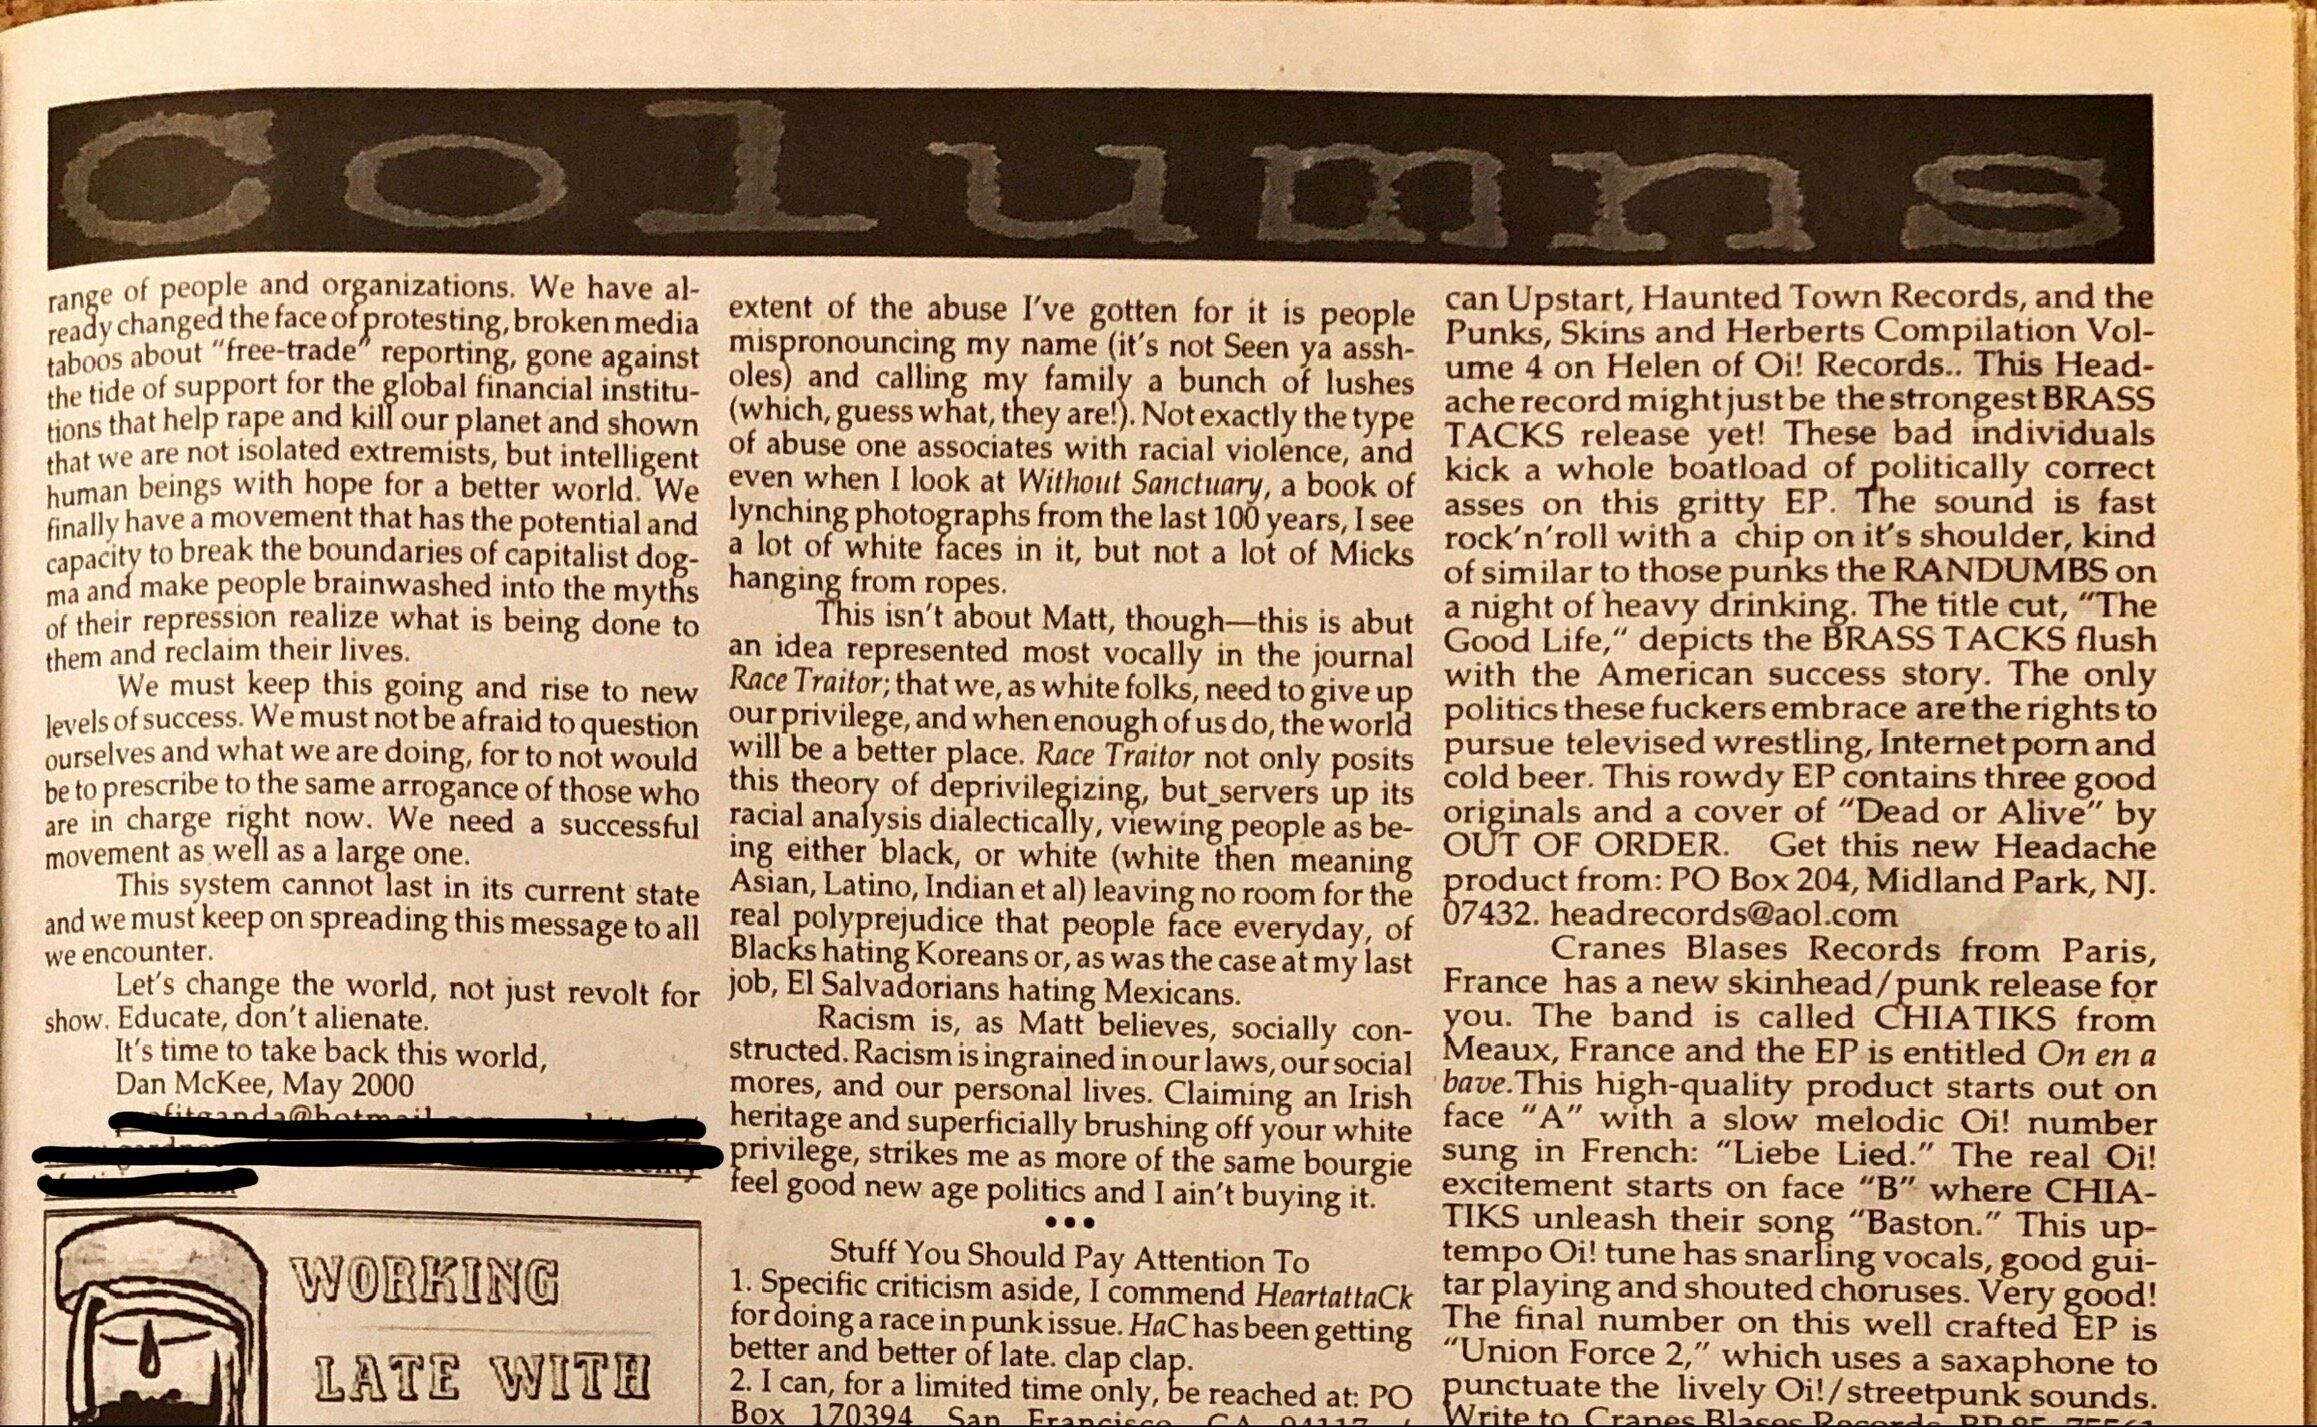 Columns
range of people and organizations. We have al-
ready changed the face of protesting, broken media
taboos about "free-trade" reporting, gone against
the tide of support for the global financial institu-
tions that help rape and kill our planet and shown
that we are not isolated extremists, but intelligent
human beings with hope for a better world. We
finally have a movement that has the potential and
capacity to break the boundaries of capitalist dog-
ma and make people brainwashed into the myths
of their repression realize what is being done to
them and reclaim their lives.
We must keep this going and rise to new
levels of success. We must not be afraid to question
ourselves and what we are doing, for to not would
be to prescribe to the same arrogance of those who
are in charge right now. We need a successful
movement as well as a large one.
This system cannot last in its current state
and we must keep on spreading this message to all
we encounter.
Let's change the world, not just revolt for
show. Educate, don't alienate.
It's time to take back this world,
Dan McKee, May 2000
WORKING
LATE WITH
extent of the abuse I've gotten for it is people
mispronouncing my name (it's not Seen ya assh-
oles) and calling my family a bunch of lushes
(which, guess what, they are!). Not exactly the type
of abuse one associates with racial violence, and
even when I look at Without Sanctuary, a book of
lynching photographs from the last 100 years, I see
a lot of white faces in it, but not a lot of Micks
hanging from ropes.
This isn't about Matt, though—this is abut
an idea represented most vocally in the journal
Race Traitor; that we, as white folks, need to give up
our privilege, and when enough of us do, the world
will be a better place. Race Traitor not only posits
this theory of deprivilegizing, but servers up its
racial analysis dialectically, viewing people as be-
ing either black, or white (white then meaning
Asian, Latino, Indian et al) leaving no room for the
real polyprejudice that people face everyday, of
Blacks hating Koreans or, as was the case at my last
job, El Salvadorians hating Mexicans.
Racism is, as Matt believes, socially con-
structed. Racism is ingrained in our laws, our social
mores, and our personal lives. Claiming an Irish
heritage and superficially brushing off your white
privilege, strikes me as more of the same bourgie
feel good new age politics and I ain't buying it.
•••
Stuff You Should Pay Attention To
1. Specific criticism aside, I commend HeartattaCk
for doing a race in punk issue. HaC has been getting
better and better of late. clap clap.
2. I can, for a limited time only, be reached at: PO
Box 170394, San Francisco, CA 94117 /
can Upstart, Haunted Town Records, and the
Punks, Skins and Herberts Compilation Vol-
ume 4 on Helen of Oi! Records.. This Head-
ache record might just be the strongest BRASS
TACKS release yet! These bad individuals
kick a whole boatload of politically correct
asses on this gritty EP. The sound is fast
rock'n'roll with a chip on it's shoulder, kind
of similar to those punks the RANDUMBS on
a night of heavy drinking. The title cut, "The
Good Life," depicts the BRASS TACKS flush
with the American success story. The only
politics these fuckers embrace are the rights to
pursue televised wrestling, Internet porn and
cold beer. This rowdy EP contains three good
originals and a cover of "Dead or Alive" by
OUT OF ORDER. Get this new Headache
product from: PO Box 204, Midland Park, NJ.
07432. headrecords@aol.com
Cranes Blases Records from Paris,
France has a new skinhead/punk release for
you. The band is called CHIATIKS from
Meaux, France and the EP is entitled On en a
bave. This high-quality product starts out on
face "A" with a slow melodic Oi! number
sung in French: "Liebe Lied." The real Oi!
excitement starts on face "B" where CHIA-
TIKS unleash their song "Baston." This up-
tempo Oi! tune has snarling vocals, good gui-
tar playing and shouted choruses. Very good!
The final number on this well crafted EP is
"Union Force 2," which uses a saxaphone to
punctuate the lively Oi!/streetpunk sounds.
Write to Cranes Blases Records